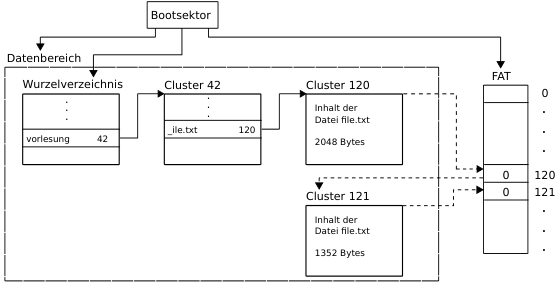 Bootsektor
Datenbereich
FAT
Wurzelverzeichnis
Cluster 42
Cluster 120
0
vorlesung 42
_ile.txt 120
Inhalt der
Datei file.txt
2048 Bytes
0 120
0 121
Cluster 121
Inhalt der
Datei file.txt
1352 Bytes